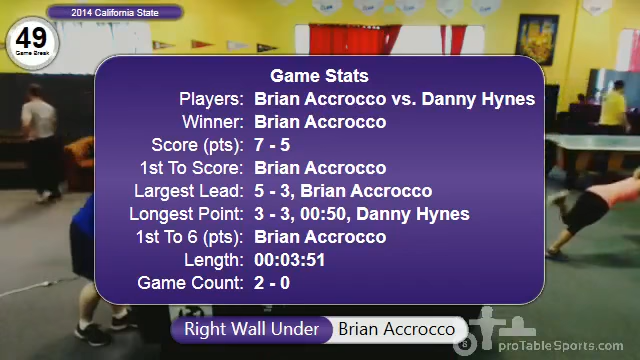 2014 California State
49
Game Break
Game Stats
Players: Brian Accrocco vs. Danny Hynes
Winner: Brian Accrocco
Score (pts): 7 - 5
1st To Score: Brian Accrocco
Largest Lead: 5 - 3, Brian Accrocco
Longest Point: 3 - 3, 00:50, Danny Hynes
1st To 6 (pts): Brian Accrocco
Length: 00:03:51
Game Count: 2 - 0
Right Wall Under Brian Accrocco
8 proTableSports.com